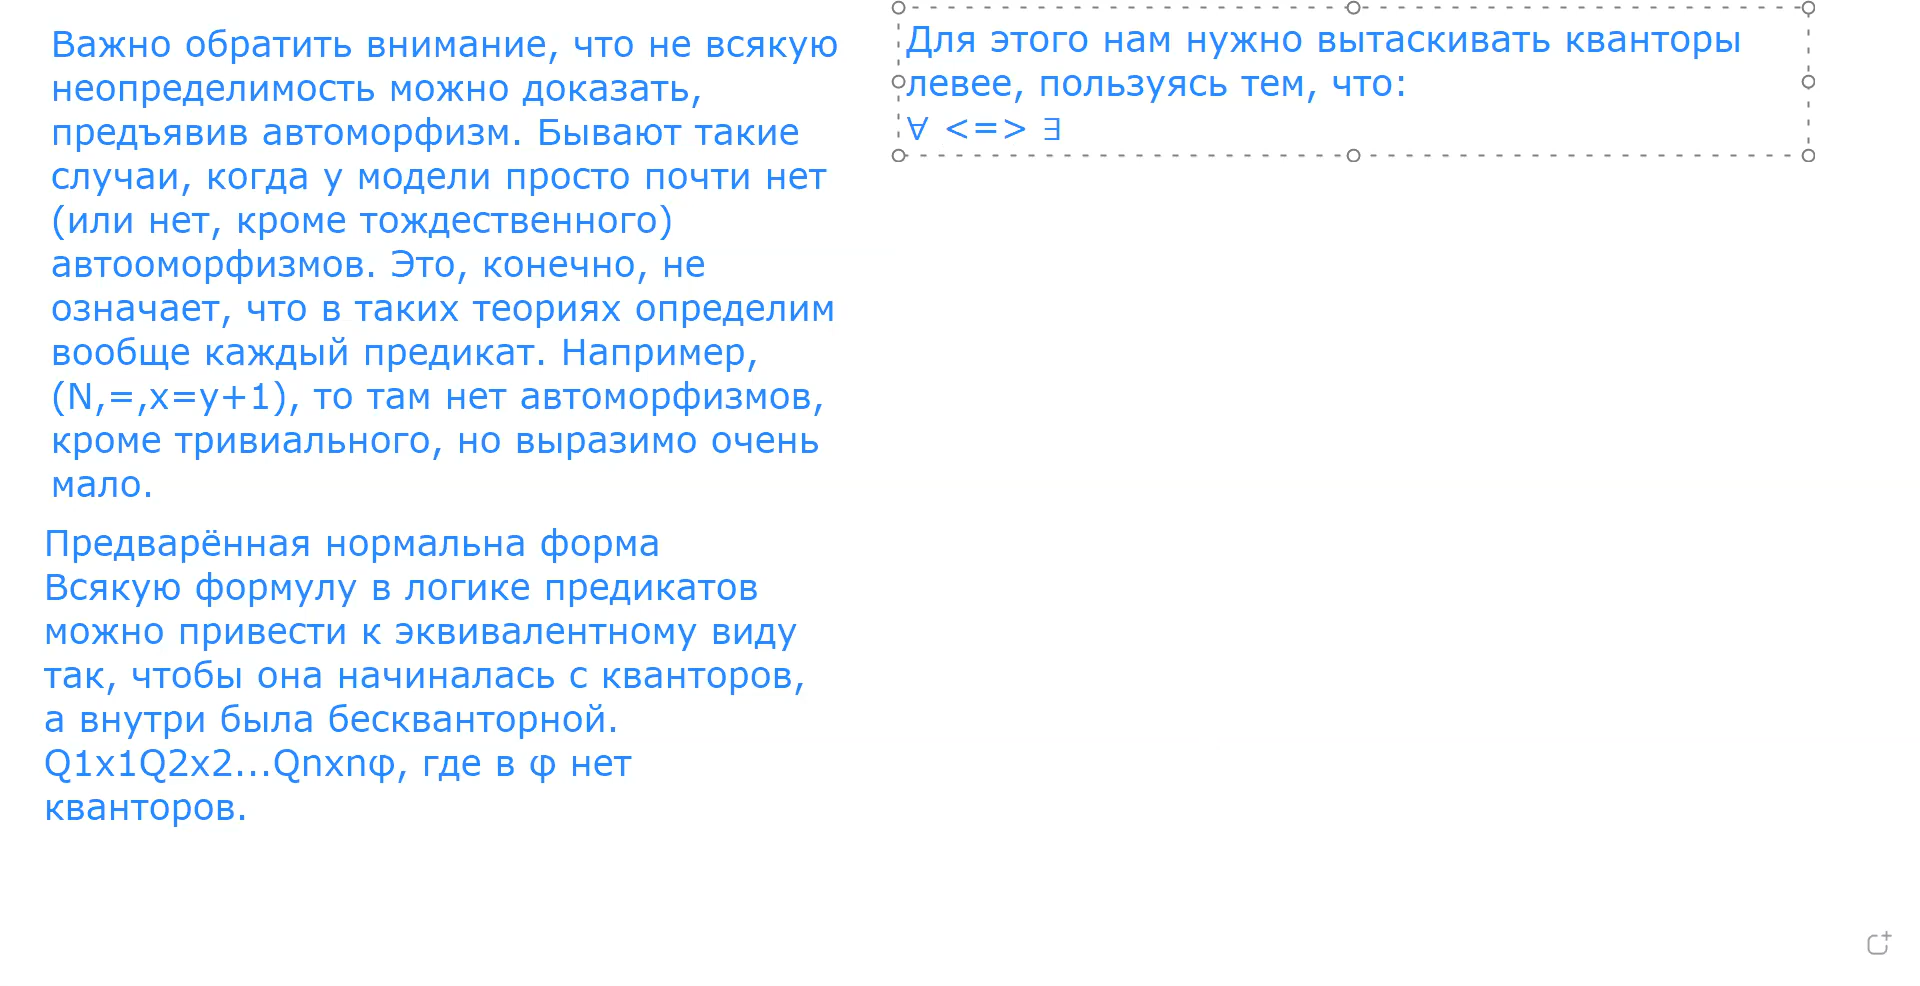 Важно обратить внимание, что не всякую
неопределимость можно доказать,
предъявив автоморфизм. Бывают такие
случаи, когда у модели просто почти нет
(или нет, кроме тождественного)
автооморфизмов. Это, конечно, не
означает, что в таких теориях определим
вообще каждый предикат. Например,
(N,=,x=y+1), то там нет автоморфизмов,
кроме тривиального, но выразимо очень
мало.
Предварённая нормальна форма
Всякую формулу в логике предикатов
можно привести к эквивалентному виду
так, чтобы она начиналась с кванторов,
а внутри была бескванторной.
Q1x1Q2x2...Qnxnφ, где в φ нет
кванторов.
Для этого нам нужно вытаскивать кванторы
левее, пользуясь тем, что:
∀ <=> ∃